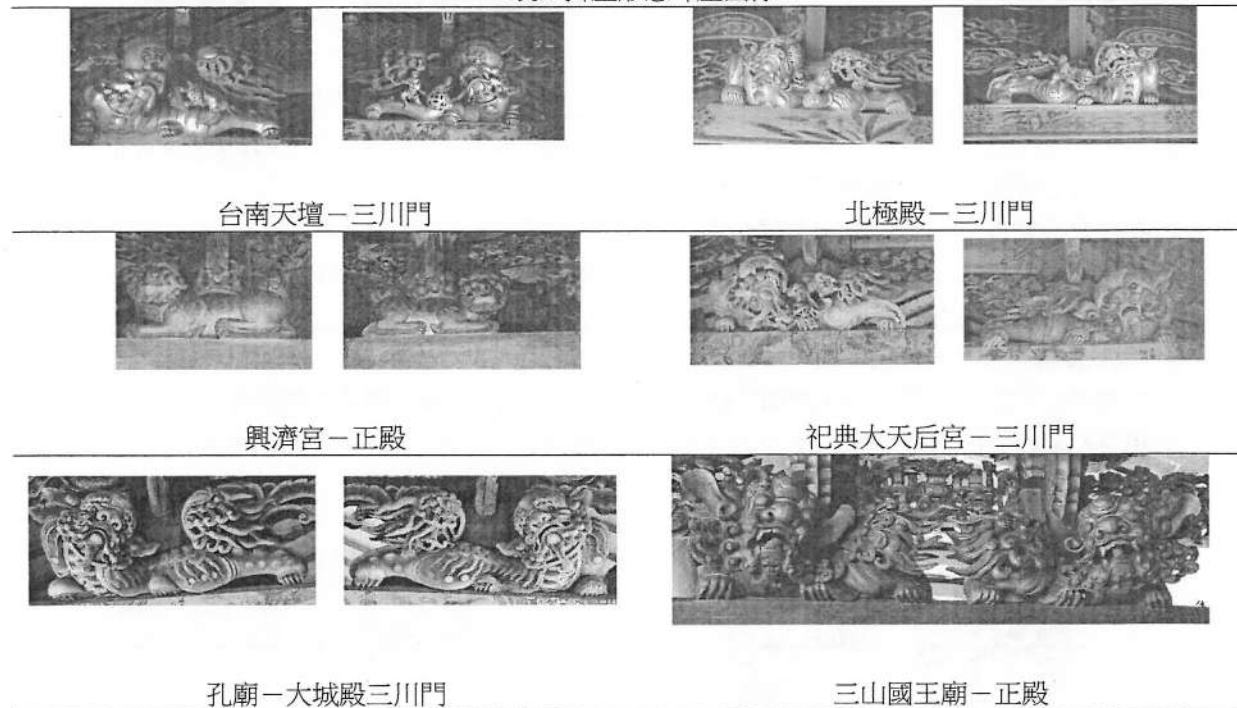 台南天壇－三川門
北極殿－三川門
興濟宮－正殿
祀典大天后宮－三川門
孔廟－大城殿三川門
三山國王廟－正殿